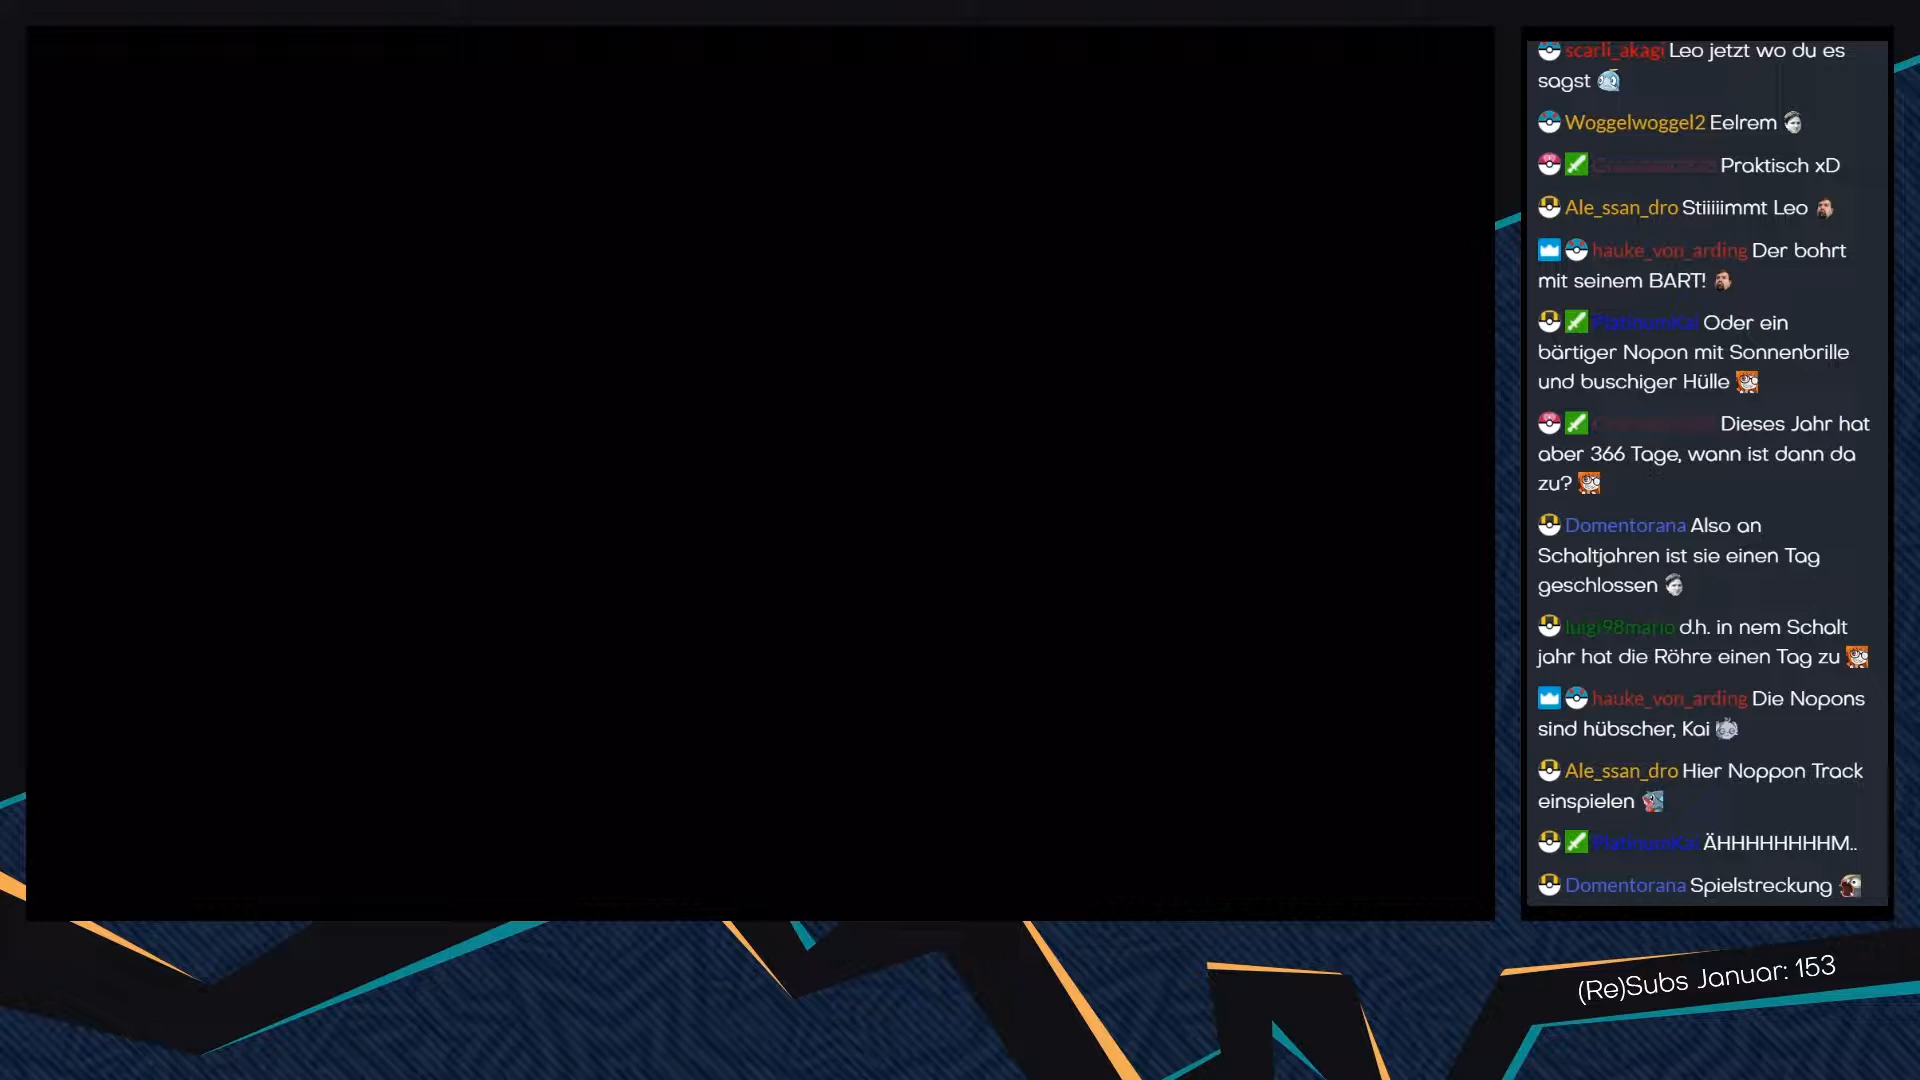 scarli_akagi Leo jetzt wo du es
sagst
Woggelwoggel2 Eelrem
Praktisch xD
Ale_ssan_dro Stiiiiimmt Leo
hauke_von_arding Der bohrt
mit seinem BART!
PlatinumKai Oder ein
bärtiger Nopon mit Sonnenbrille
und buschiger Hülle
Dieses Jahr hat
aber 366 Tage, wann ist dann da
zu?
Domentorana Also an
Schaltjahren ist sie einen Tag
geschlossen
luigi98mario d.h. in nem Schalt
jahr hat die Röhre einen Tag zu
hauke_von_arding Die Nopons
sind hübscher, Kai
Ale_ssan_dro Hier Noppon Track
einspielen
PlatinumKai ÄHHHHHHHHM..
Domentorana Spielstreckung
(Re)Subs Januar: 153